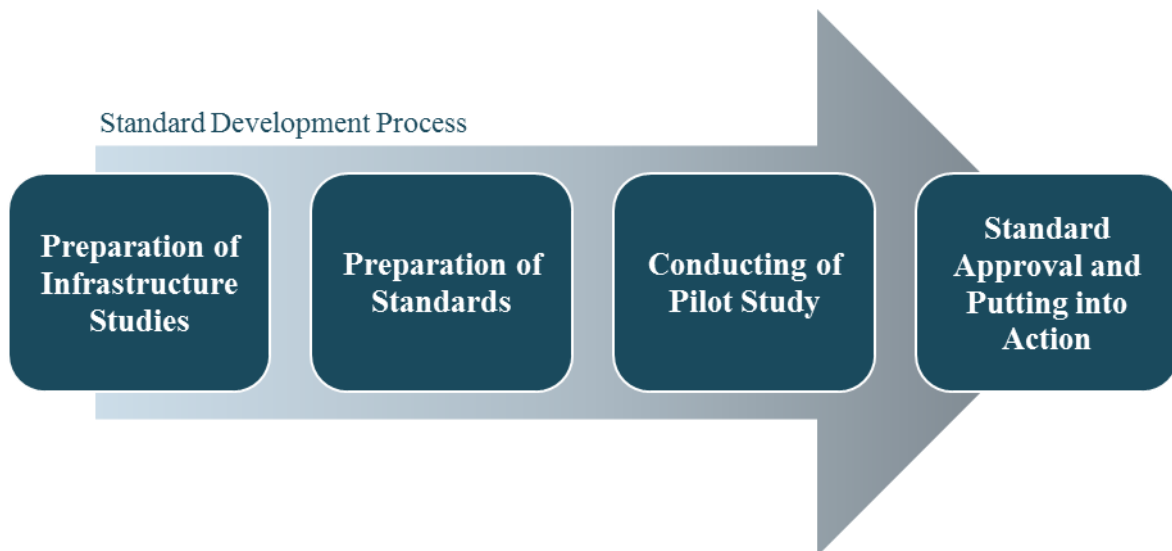 Standard Development Process
Preparation of
Infrastructure
Studies
Preparation of
Standards
Conducting of
Pilot Study
Standard
Approval and
Putting into
Action